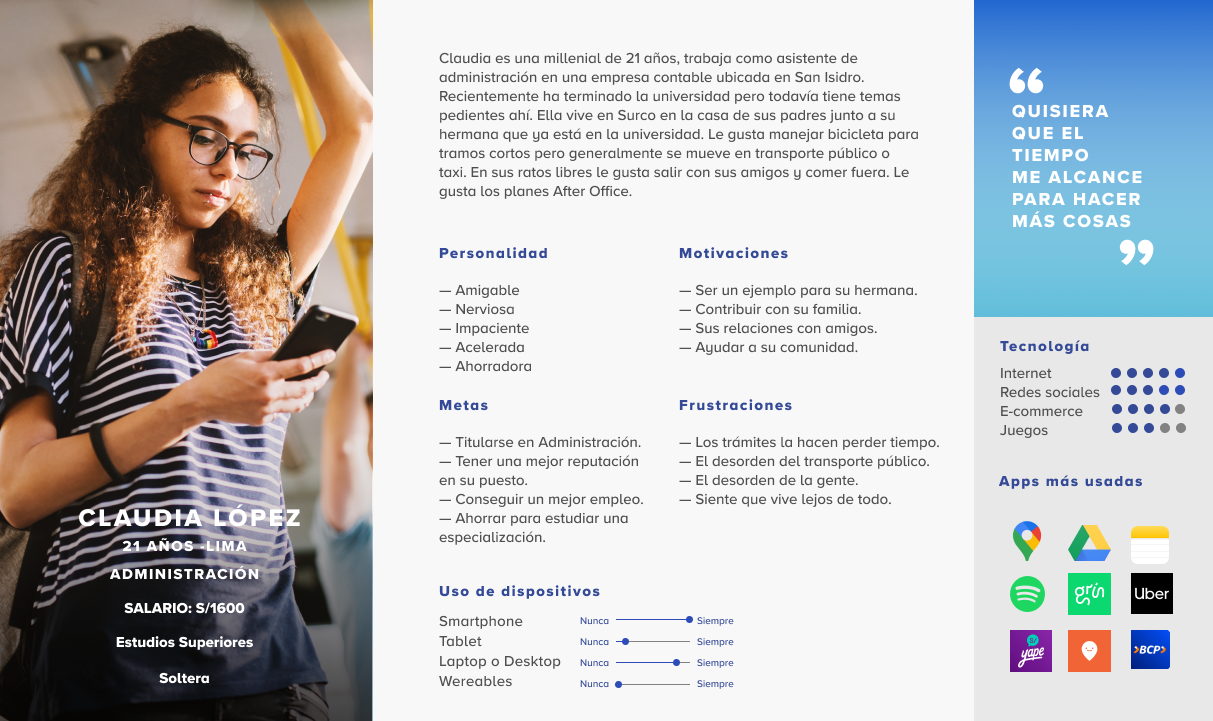 CLAUDIA LÓPEZ
21 AÑOS -LIMA
ADMINISTRACIÓN
SALARIO: S/1600
Estudios Superiores
Soltera
Claudia es una millenial de 21 años, trabaja como asistente de
administración en una empresa contable ubicada en San Isidro.
Recientemente ha terminado la universidad pero todavía tiene temas
pedientes ahí. Ella vive en Surco en la casa de sus padres junto a su
hermana que ya está en la universidad. Le gusta manejar bicicleta para
tramos cortos pero generalmente se mueve en transporte público o
taxi. En sus ratos libres le gusta salir con sus amigos y comer fuera. Le
gusta los planes After Office.
Personalidad
— Amigable
— Nerviosa
— Impaciente
— Acelerada
— Ahorradora
Motivaciones
— Ser un ejemplo para su hermana.
— Contribuir con su familia.
— Sus relaciones con amigos.
— Ayudar a su comunidad.
Metas
— Titularse en Administración.
— Tener una mejor reputación
en su puesto.
— Conseguir un mejor empleo.
— Ahorrar para estudiar una
especialización.
Frustraciones
— Los trámites la hacen perder tiempo.
— El desorden del transporte público.
— El desorden de la gente.
— Siente que vive lejos de todo.
Uso de dispositivos
Smartphone Nunca Siempre
Tablet Nunca Siempre
Laptop o Desktop Nunca Siempre
Wereables Nunca Siempre
“
QUISIERA
QUE EL
TIEMPO
ME ALCANCE
PARA HACER
MÁS COSAS
”
Tecnología
Internet
Redes sociales
E-commerce
Juegos
Apps más usadas
grin
Uber
S/
yape
BCP